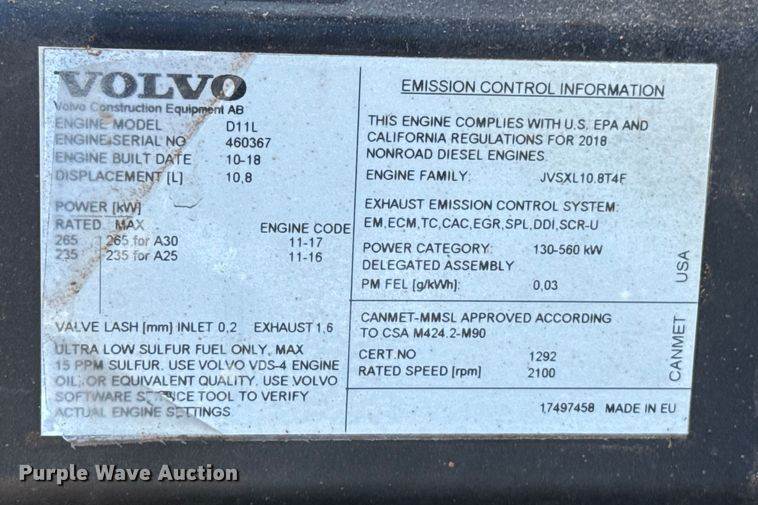 VOLVO
Volvo Construction Equipment AB
ENGINE MODEL D11L
ENGINE SERIAL NO 460367
ENGINE BUILT DATE 10-18
DISPLACEMENT [L] 10,8
POWER [kW]
RATED MAX ENGINE CODE
265 265 for A30 11-17
235 235 for A25 11-16
VALVE LASH [mm] INLET 0,2 EXHAUST 1,6
ULTRA LOW SULFUR FUEL ONLY, MAX
15 PPM SULFUR. USE VOLVO VDS-4 ENGINE
OIL, OR EQUIVALENT QUALITY. USE VOLVO
SOFTWARE SERVICE TOOL TO VERIFY
ACTUAL ENGINE SETTINGS
EMISSION CONTROL INFORMATION
THIS ENGINE COMPLIES WITH U.S. EPA AND
CALIFORNIA REGULATIONS FOR 2018
NONROAD DIESEL ENGINES.
ENGINE FAMILY: JVSXL10.8T4F
EXHAUST EMISSION CONTROL SYSTEM:
EM,ECM,TC,CAC,EGR,SPL,DDI,SCR-U
POWER CATEGORY: 130-560 kW
DELEGATED ASSEMBLY
PM FEL [g/kWh]: 0,03
USA
CANMET-MMSL APPROVED ACCORDING
TO CSA M424.2-M90
CERT.NO 1292
RATED SPEED [rpm] 2100
CANMET
17497458 MADE IN EU
Purple Wave Auction